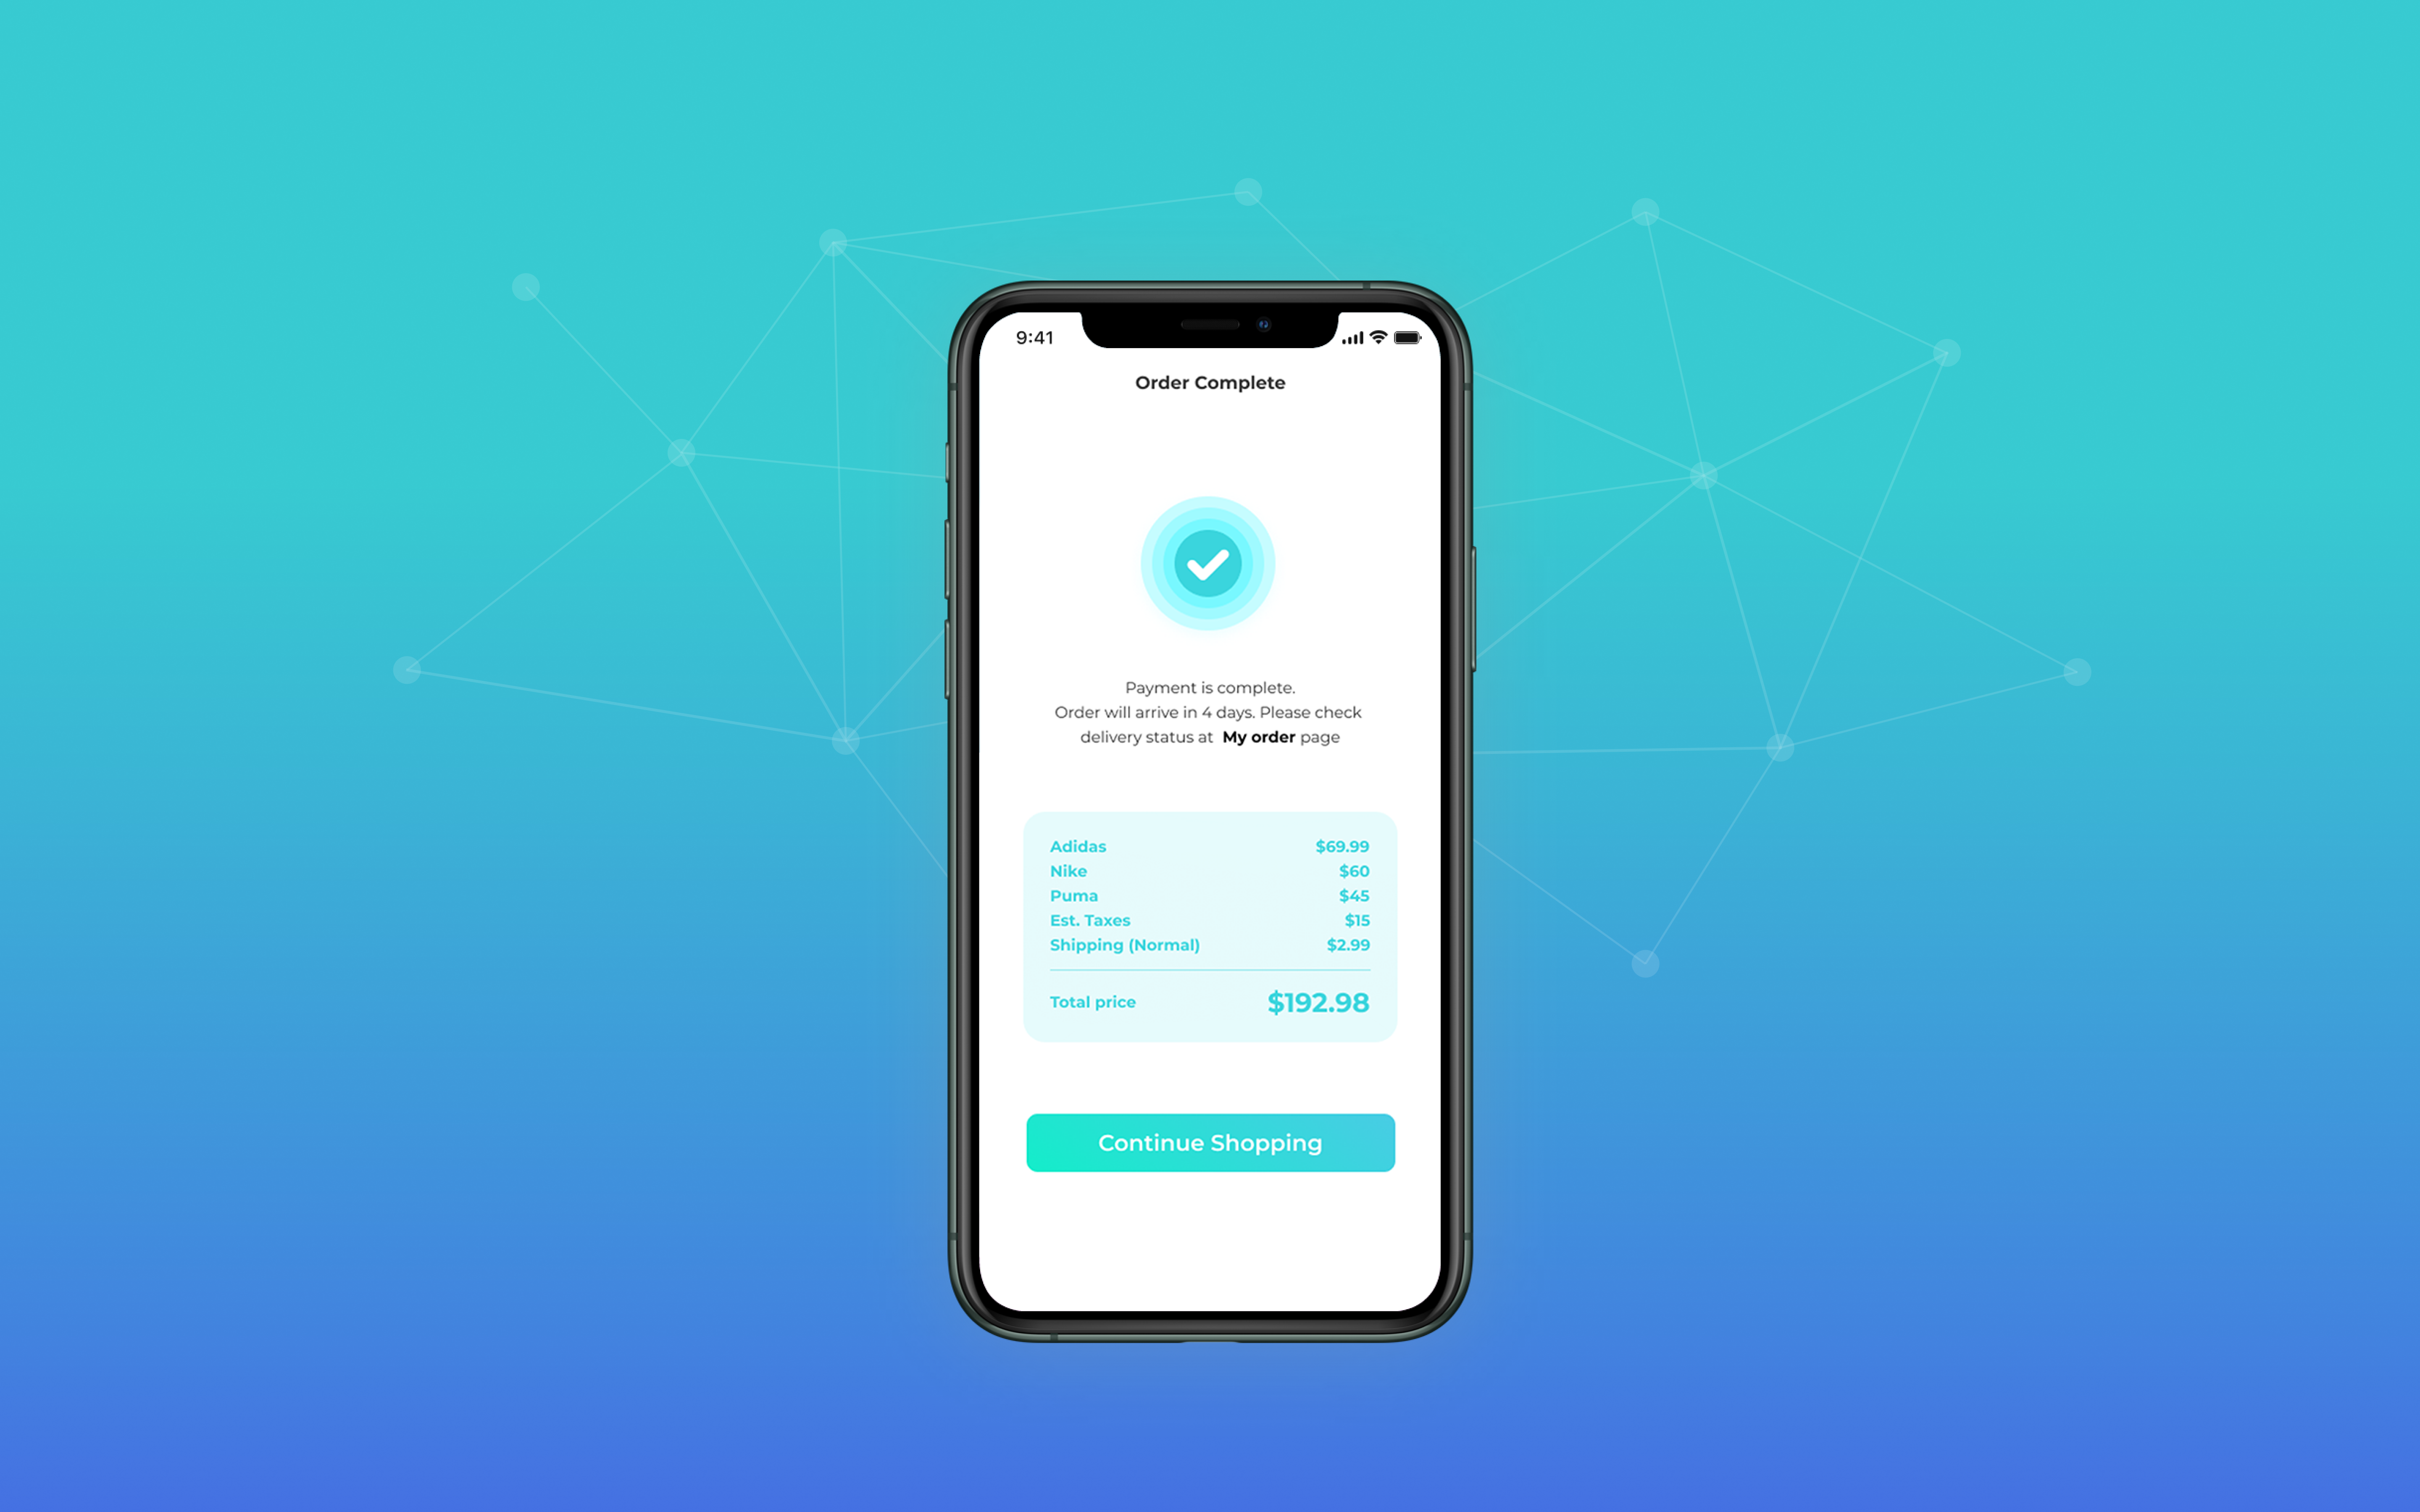 9:41
Order Complete
Payment is complete.
Order will arrive in 4 days. Please check
delivery status at My order page
Adidas $69.99
Nike $60
Puma $45
Est. Taxes $15
Shipping (Normal) $2.99
Total price $192.98
Continue Shopping